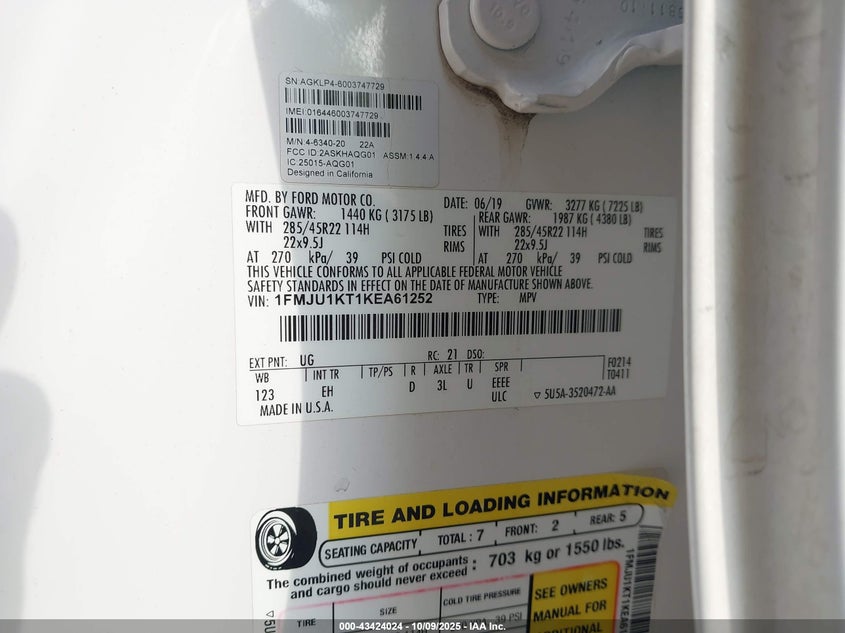 SN:AGKLP4-6003747729
IMEI:016446003747729
M/N:4-6340-20 22A
FCC ID:2ASKHAQG01 ASSM:1.4.4.A
IC:25015-AQG01
Designed in California
MFD. BY FORD MOTOR CO. DATE: 06/19 GVWR: 3277 KG ( 7225 LB)
FRONT GAWR: 1440 KG ( 3175 LB) REAR GAWR: 1987 KG ( 4380 LB)
WITH 285/45R22 114H TIRES WITH 285/45R22 114H TIRES
22x9.5J RIMS 22x9.5J RIMS
AT 270 kPa/ 39 PSI COLD AT 270 kPa/ 39 PSI COLD
THIS VEHICLE CONFORMS TO ALL APPLICABLE FEDERAL MOTOR VEHICLE
SAFETY STANDARDS IN EFFECT ON THE DATE OF MANUFACTURE SHOWN ABOVE.
VIN: 1FMJU1KT1KEA61252 TYPE: MPV
EXT PNT: UG RC: 21 DSO: F0214
WB INT TR TP/PS R AXLE TR SPR T0411
123 EH D 3L U EEEE
ULC ▽ 5U5A-3520472-AA
MADE IN U.S.A.
TIRE AND LOADING INFORMATION
SEATING CAPACITY TOTAL : 7 FRONT: 2 REAR: 5
The combined weight of occupants : 703 kg or 1550 lbs.
and cargo should never exceed
TIRE SIZE COLD TIRE PRESSURE SEE OWNERS
39 PSI MANUAL FOR
000-43424024 - 10/09/2025 - IAA Inc.